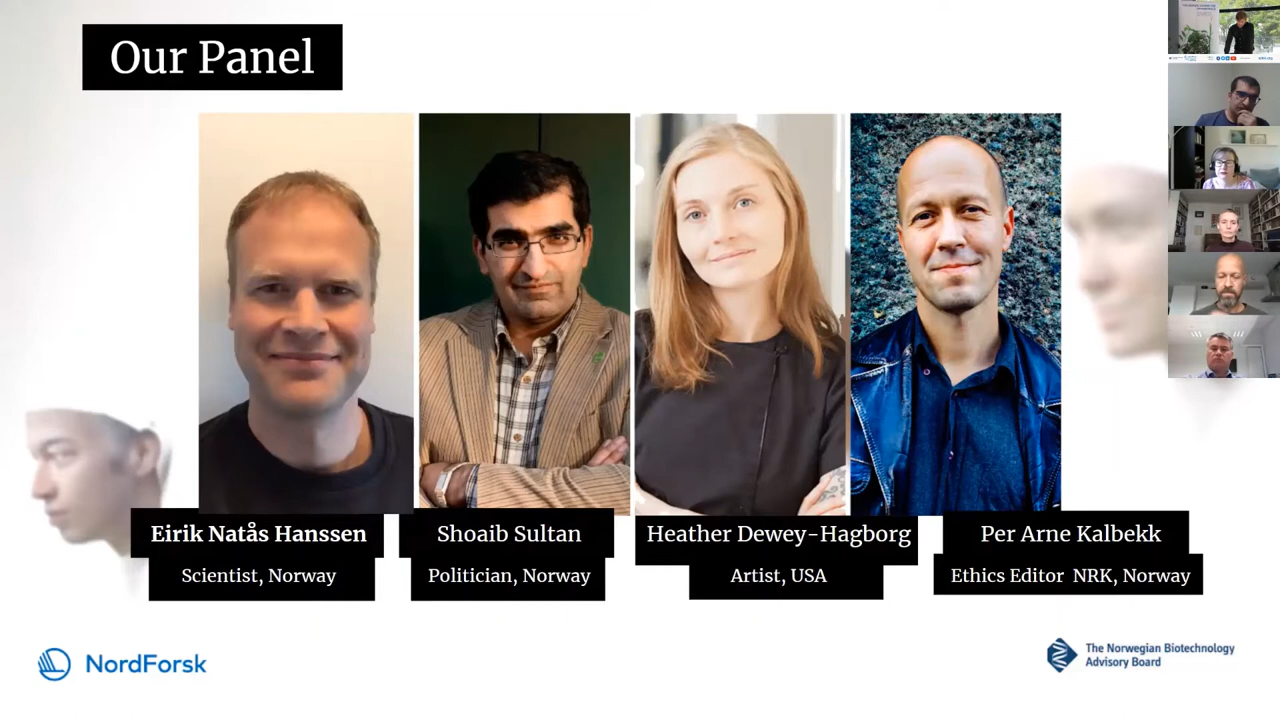 Our Panel
Eirik Natås Hanssen
Scientist, Norway
Shoaib Sultan
Politician, Norway
Heather Dewey-Hagborg
Artist, USA
Per Arne Kalbekk
Ethics Editor NRK, Norway
NordForsk
The Norwegian Biotechnology
Advisory Board